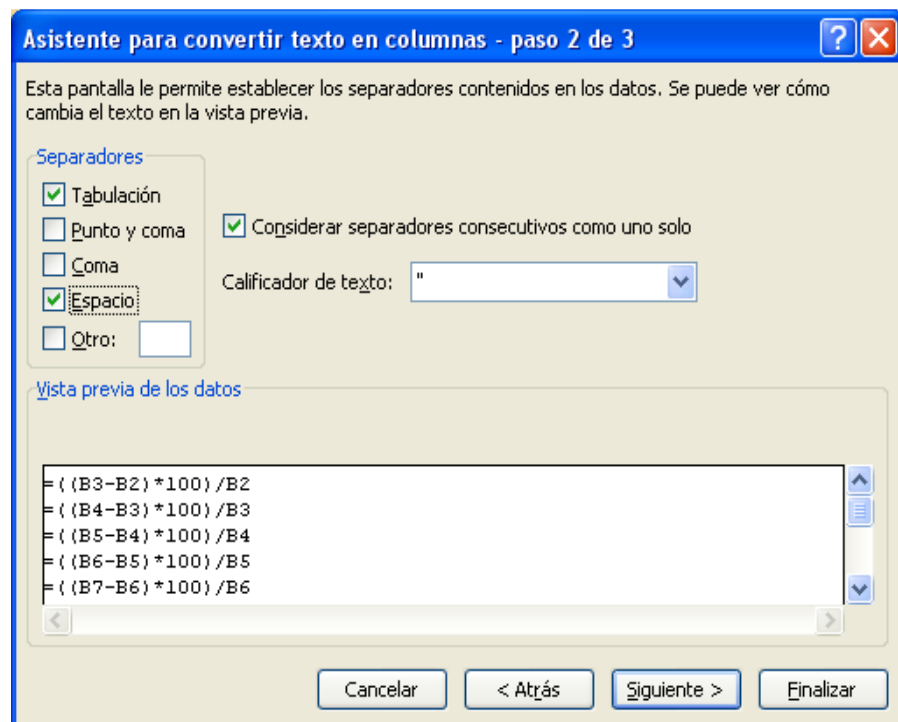 Asistente para convertir texto en columnas - paso 2 de 3
Esta pantalla le permite establecer los separadores contenidos en los datos. Se puede ver cómo
cambia el texto en la vista previa.
Separadores
Tabulación
Punto y coma
Coma
Espacio
Otro:
Considerar separadores consecutivos como uno solo
Calificador de texto: "
Vista previa de los datos
=((B3-B2)*100)/B2
=((B4-B3)*100)/B3
=((B5-B4)*100)/B4
=((B6-B5)*100)/B5
=((B7-B6)*100)/B6
Cancelar < Atrás Siguiente > Finalizar